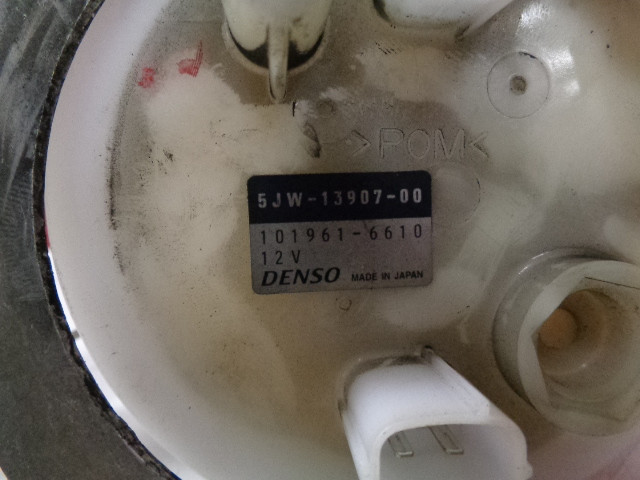 >POM<
5JW-13907-00
101961-6610
12V
DENSO MADE IN JAPAN